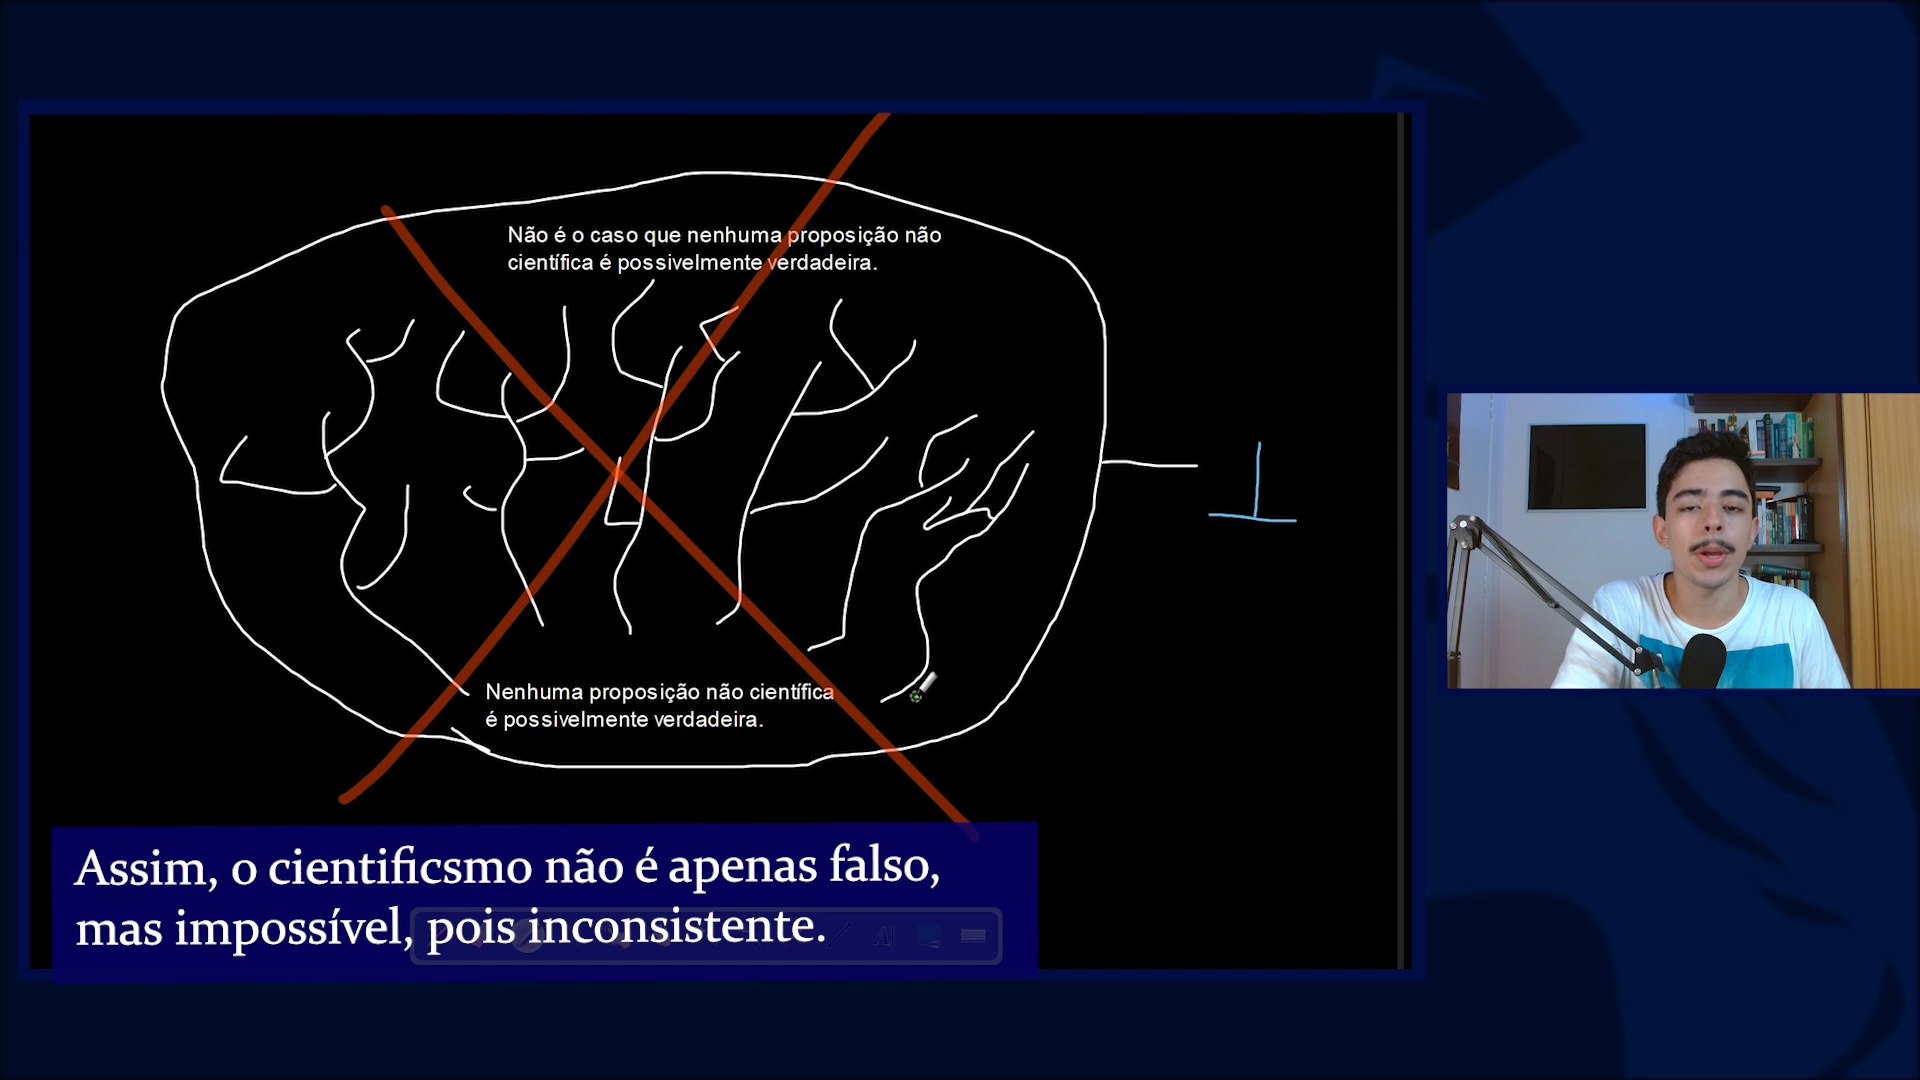 Não é o caso que nenhuma proposição não
científica é possivelmente verdadeira.
Nenhuma proposição não científica
é possivelmente verdadeira.
⊥
Assim, o cientificsmo não é apenas falso,
mas impossível, pois inconsistente.